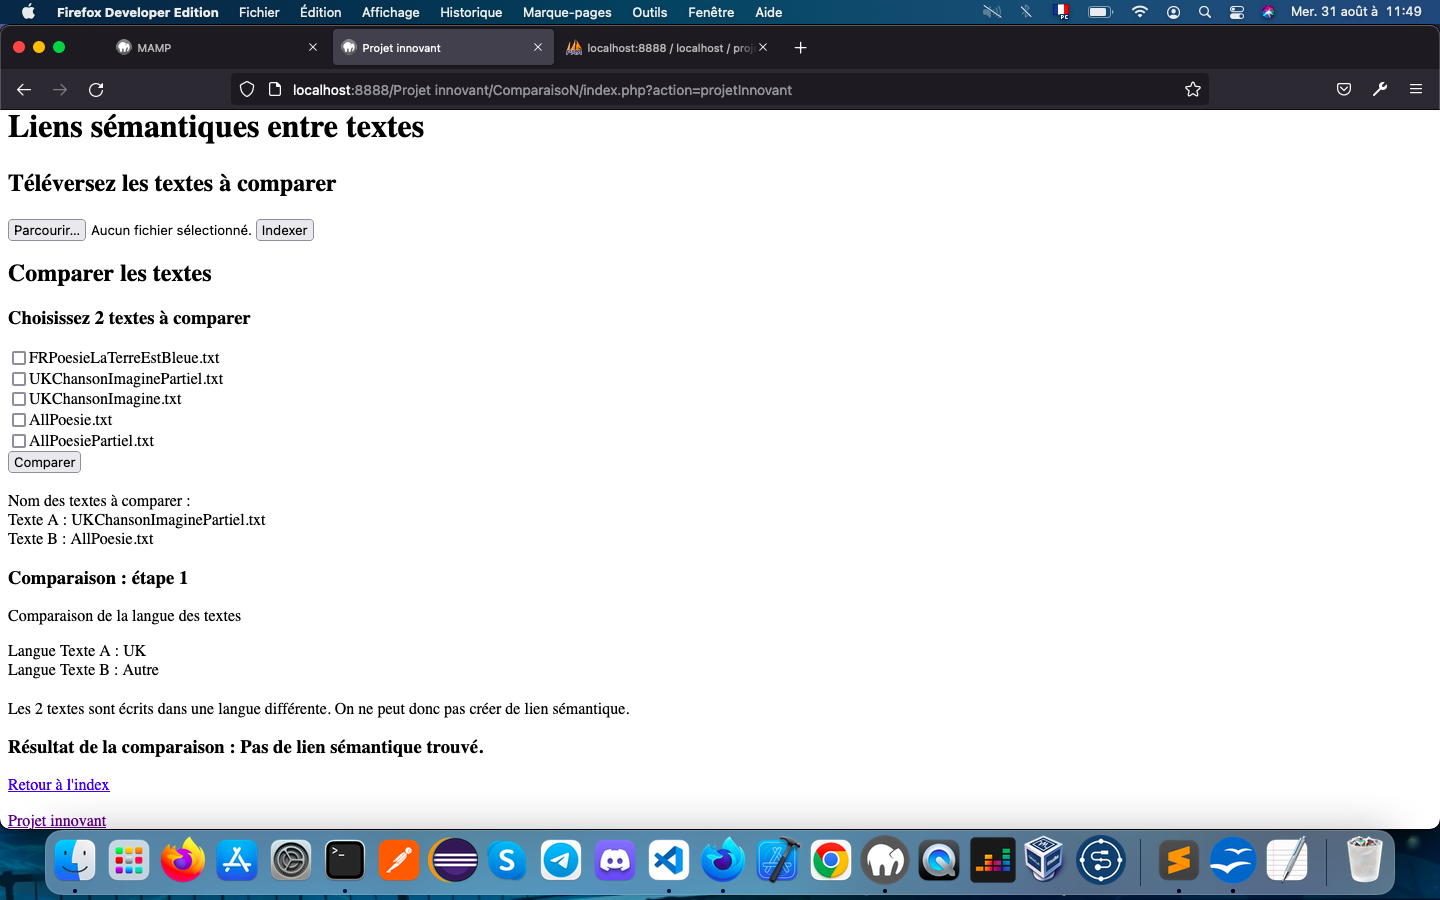 Firefox Developer Edition Fichier Édition Affichage Historique Marque-pages Outils Fenêtre Aide Mer. 31 août à 11:49
MAMP Projet innovant localhost:8888 / localhost / proj
localhost:8888/Projet innovant/ComparaisoN/index.php?action=projetInnovant
Liens sémantiques entre textes
Téléversez les textes à comparer
Parcourir... Aucun fichier sélectionné. Indexer
Comparer les textes
Choisissez 2 textes à comparer
FRPoesieLaTerreEstBleue.txt
UKChansonImaginePartiel.txt
UKChansonImagine.txt
AllPoesie.txt
AllPoesiePartiel.txt
Comparer
Nom des textes à comparer :
Texte A : UKChansonImaginePartiel.txt
Texte B : AllPoesie.txt
Comparaison : étape 1
Comparaison de la langue des textes
Langue Texte A : UK
Langue Texte B : Autre
Les 2 textes sont écrits dans une langue différente. On ne peut donc pas créer de lien sémantique.
Résultat de la comparaison : Pas de lien sémantique trouvé.
Retour à l'index
Projet innovant